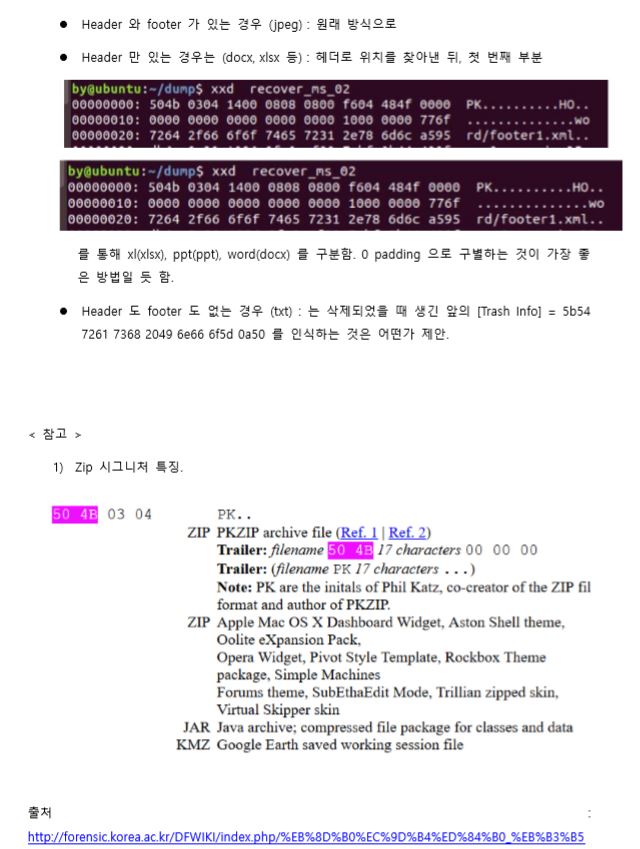 ● Header 와 footer 가 있는 경우 (jpeg) : 원래 방식으로
● Header 만 있는 경우는 (docx, xlsx 등) : 헤더로 위치를 찾아낸 뒤, 첫 번째 부분
by@ubuntu:~/dump$ xxd recover_ms_02
00000000: 504b 0304 1400 0808 0800 f604 484f 0000 PK..........HO..
00000010: 0000 0000 0000 0000 0000 1000 0000 776f ..............wo
00000020: 7264 2f66 6f6f 7465 7231 2e78 6d6c a595 rd/footer1.xml..
by@ubuntu:~/dump$ xxd recover_ms_02
00000000: 504b 0304 1400 0808 0800 f604 484f 0000 PK..........HO..
00000010: 0000 0000 0000 0000 0000 1000 0000 776f ..............wo
00000020: 7264 2f66 6f6f 7465 7231 2e78 6d6c a595 rd/footer1.xml..
를 통해 xl(xlsx), ppt(ppt), word(docx) 를 구분함. 0 padding 으로 구별하는 것이 가장 좋
은 방법일 듯 함.
● Header 도 footer 도 없는 경우 (txt) : 는 삭제되었을 때 생긴 앞의 [Trash Info] = 5b54
7261 7368 2049 6e66 6f5d 0a50 를 인식하는 것은 어떤가 제안.
< 참고 >
1) Zip 시그니처 특징.
50 4B 03 04 PK..
ZIP PKZIP archive file (Ref. 1 | Ref. 2)
Trailer: filename 50 4B 17 characters 00 00 00
Trailer: (filename PK 17 characters ...)
Note: PK are the initals of Phil Katz, co-creator of the ZIP fil
format and author of PKZIP.
ZIP Apple Mac OS X Dashboard Widget, Aston Shell theme,
Oolite eXpansion Pack,
Opera Widget, Pivot Style Template, Rockbox Theme
package, Simple Machines
Forums theme, SubEthaEdit Mode, Trillian zipped skin,
Virtual Skipper skin
JAR Java archive; compressed file package for classes and data
KMZ Google Earth saved working session file
출처 :
http://forensic.korea.ac.kr/DFWIKI/index.php/%EB%8D%B0%EC%9D%B4%ED%84%B0_%EB%B3%B5